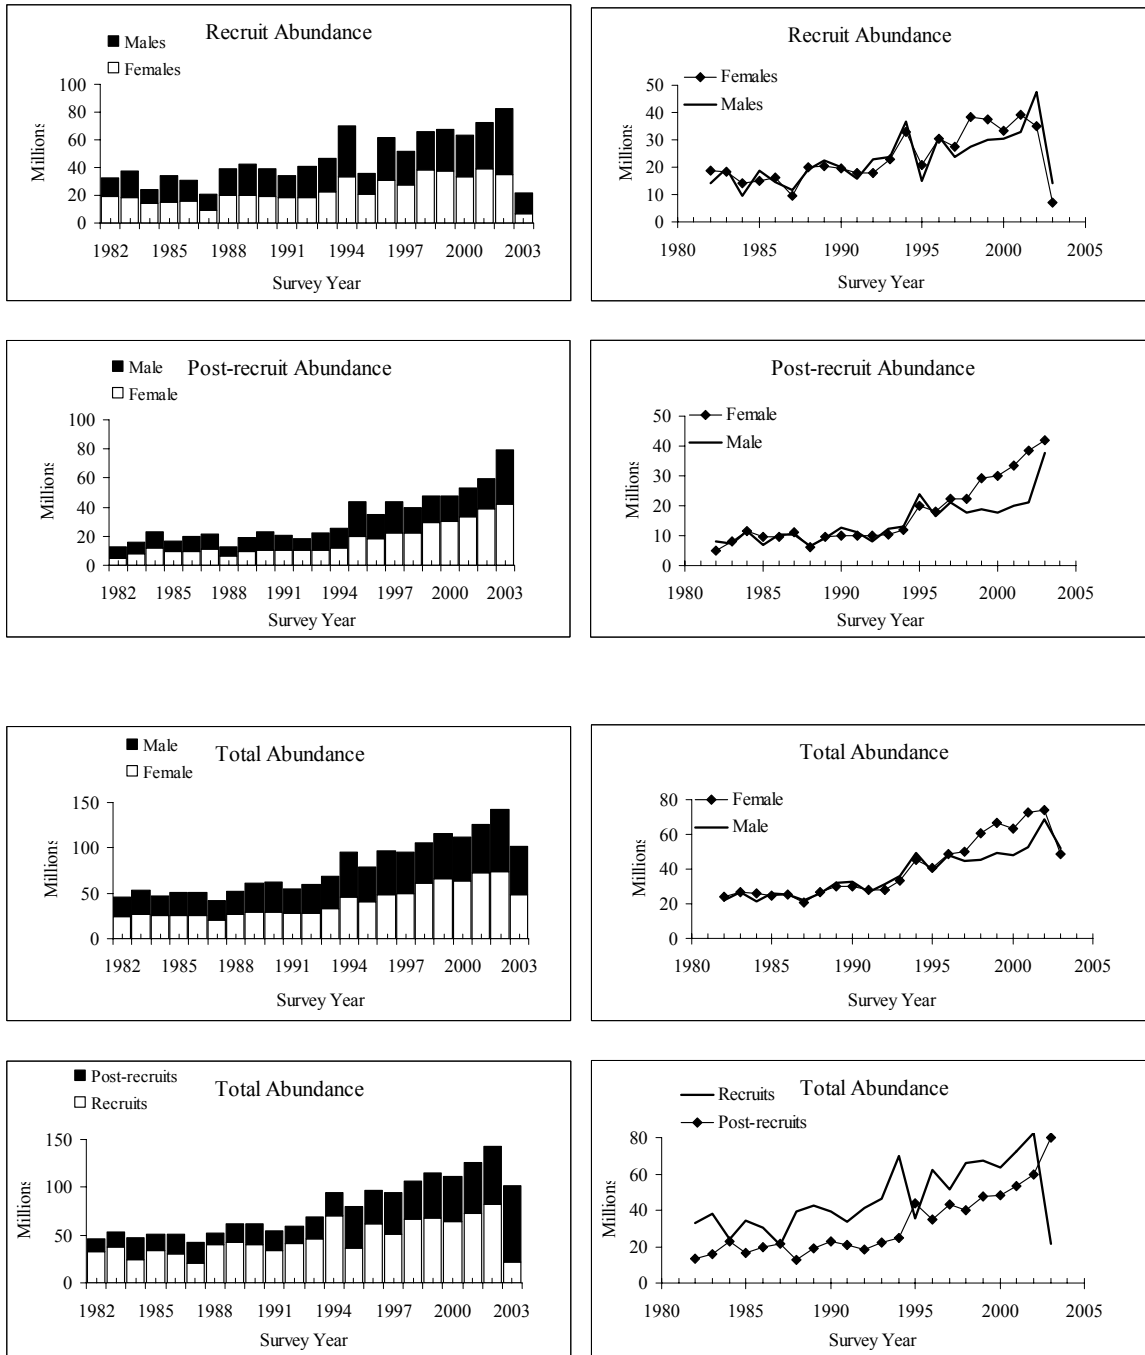 Recruit Abundance
Males
Females
100
80
60
40
20
0
Millions
1982 1985 1988 1991 1994 1997 2000 2003
Survey Year
Recruit Abundance
Females
Males
50
40
30
20
10
0
Millions
1980 1985 1990 1995 2000 2005
Survey Year
Post-recruit Abundance
Male
Female
100
80
60
40
20
0
Millions
1982 1985 1988 1991 1994 1997 2000 2003
Survey Year
Post-recruit Abundance
Female
Male
50
40
30
20
10
0
Millions
1980 1985 1990 1995 2000 2005
Survey Year
Total Abundance
Male
Female
150
100
50
0
Millions
1982 1985 1988 1991 1994 1997 2000 2003
Survey Year
Total Abundance
Female
Male
80
60
40
20
0
Millions
1980 1985 1990 1995 2000 2005
Survey Year
Total Abundance
Post-recruits
Recruits
150
100
50
0
Millions
1982 1985 1988 1991 1994 1997 2000 2003
Survey Year
Total Abundance
Recruits
Post-recruits
80
60
40
20
0
Millions
1980 1985 1990 1995 2000 2005
Survey Year